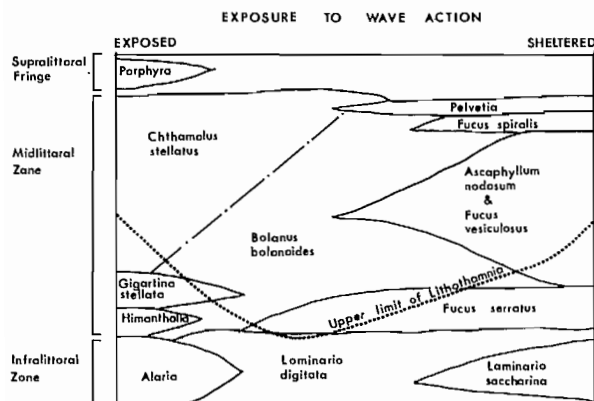 EXPOSURE TO WAVE ACTION
EXPOSED
SHELTERED
Supralittoral
Fringe
Porphyra
Pelvetia
Fucus spiralis
Chthamalus
stellatus
Midlittoral
Zone
Ascophyllum
nodosum
&
Fucus
vesiculosus
Balanus
balanoides
Gigartina
stellata
Upper limit of Lithothamnia
Fucus serratus
Himanthalia
Infralittoral
Zone
Alaria
Laminaria
digitata
Laminaria
saccharina